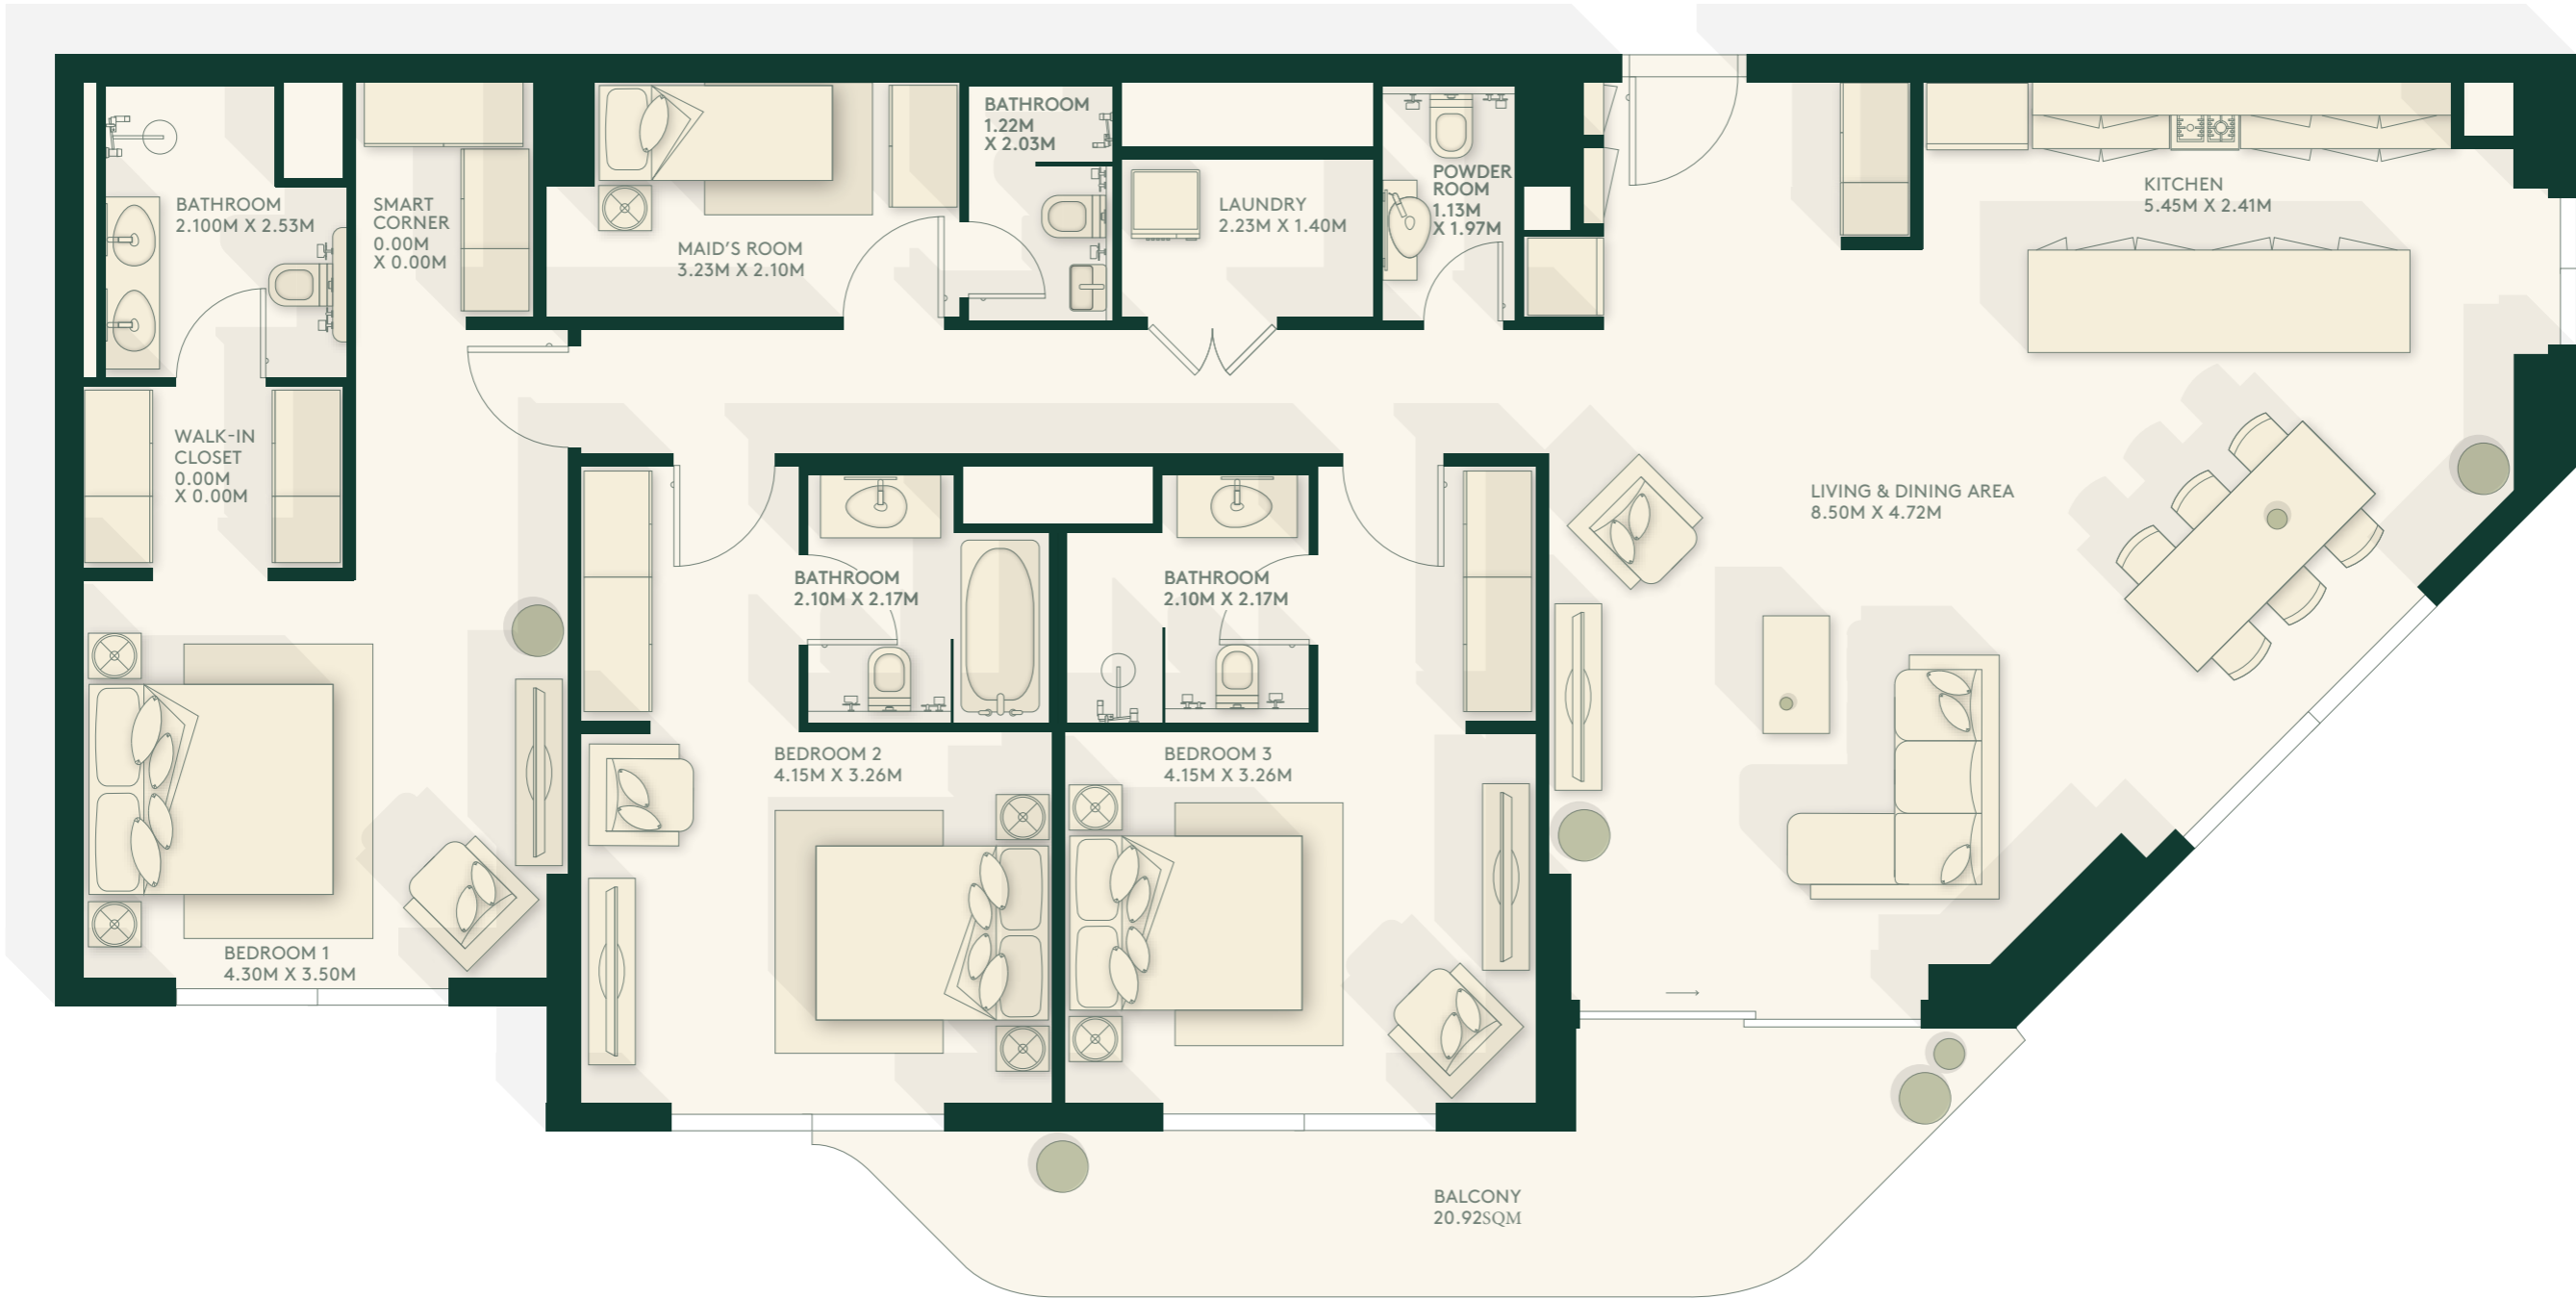 BATHROOM
2.100M X 2.53M
SMART
CORNER
0.00M
X 0.00M
MAID'S ROOM
3.23M X 2.10M
BATHROOM
1.22M
X 2.03M
LAUNDRY
2.23M X 1.40M
POWDER
ROOM
1.13M
X 1.97M
KITCHEN
5.45M X 2.41M
WALK-IN
CLOSET
0.00M
X 0.00M
LIVING & DINING AREA
8.50M X 4.72M
BATHROOM
2.10M X 2.17M
BATHROOM
2.10M X 2.17M
BEDROOM 2
4.15M X 3.26M
BEDROOM 3
4.15M X 3.26M
BEDROOM 1
4.30M X 3.50M
BALCONY
20.92SQM